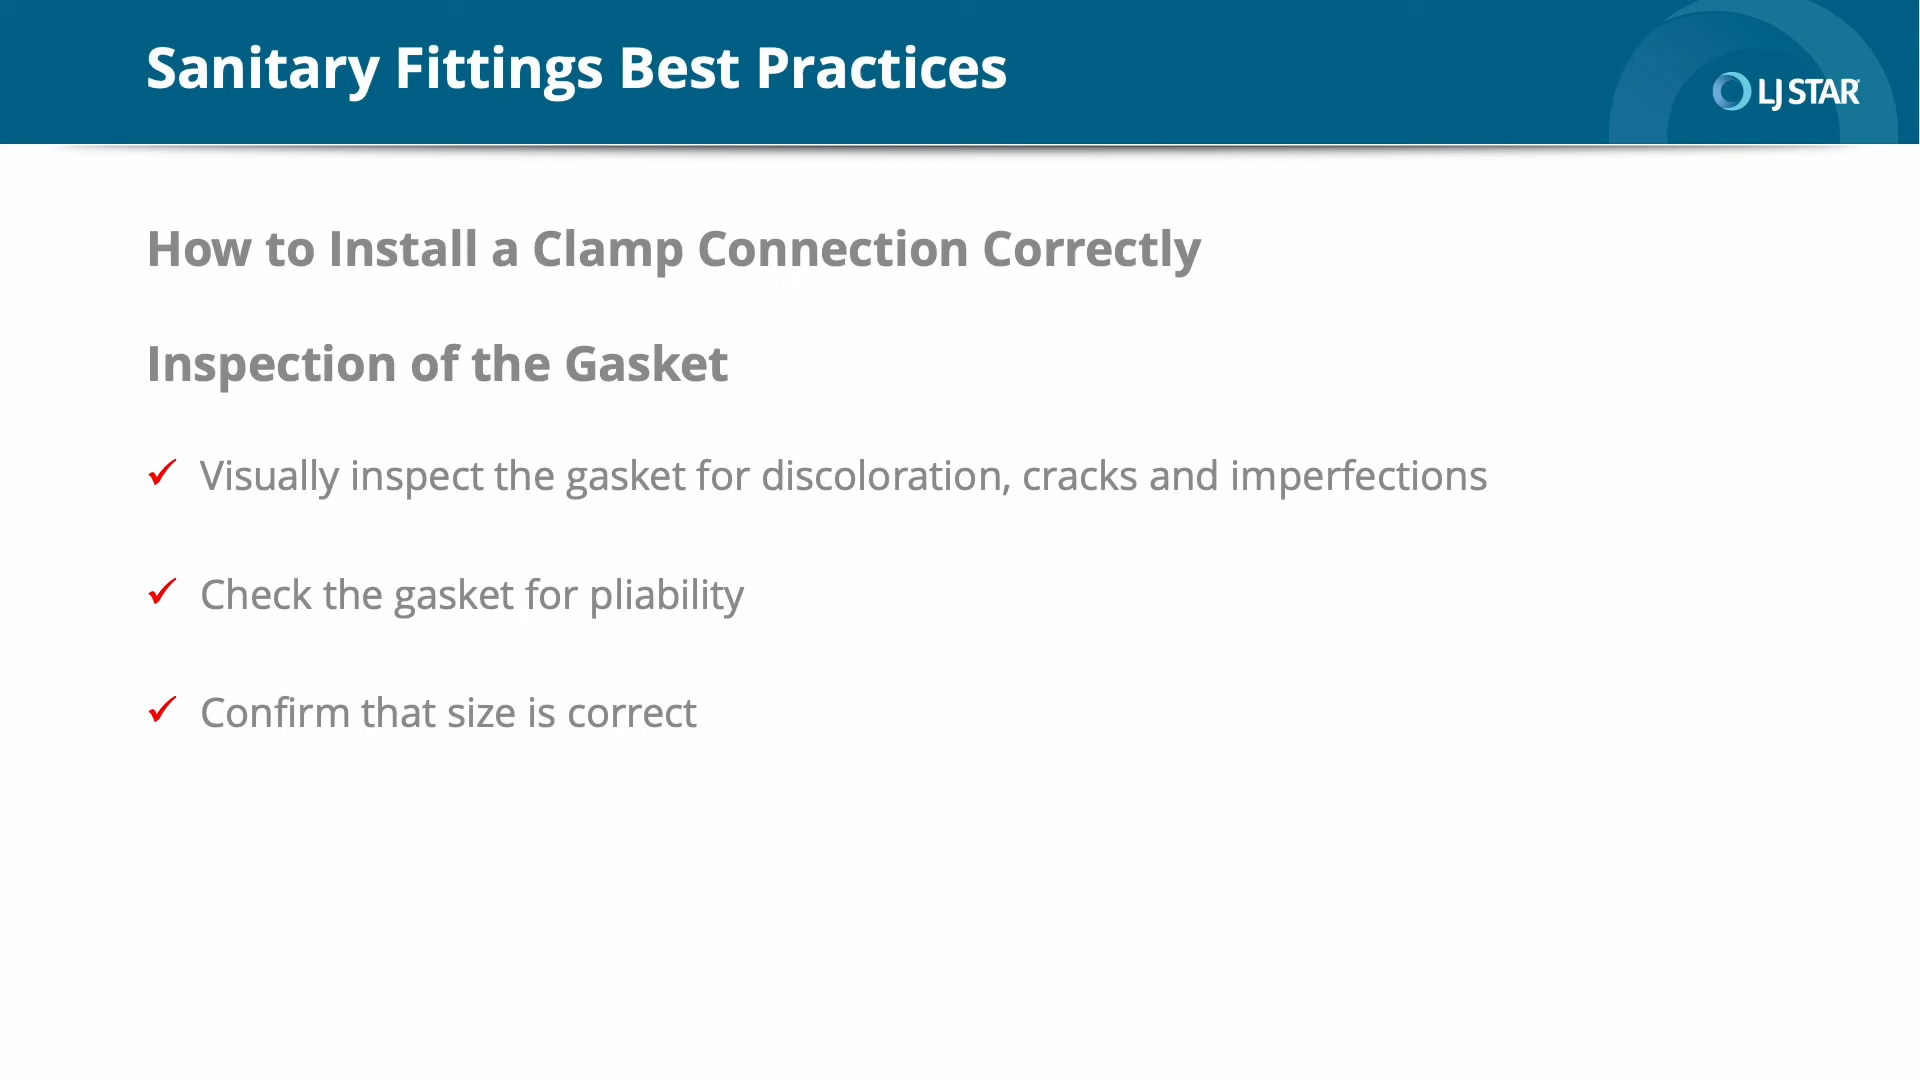 Sanitary Fittings Best Practices
LJ STAR
How to Install a Clamp Connection Correctly
Inspection of the Gasket
✓ Visually inspect the gasket for discoloration, cracks and imperfections
✓ Check the gasket for pliability
✓ Confirm that size is correct